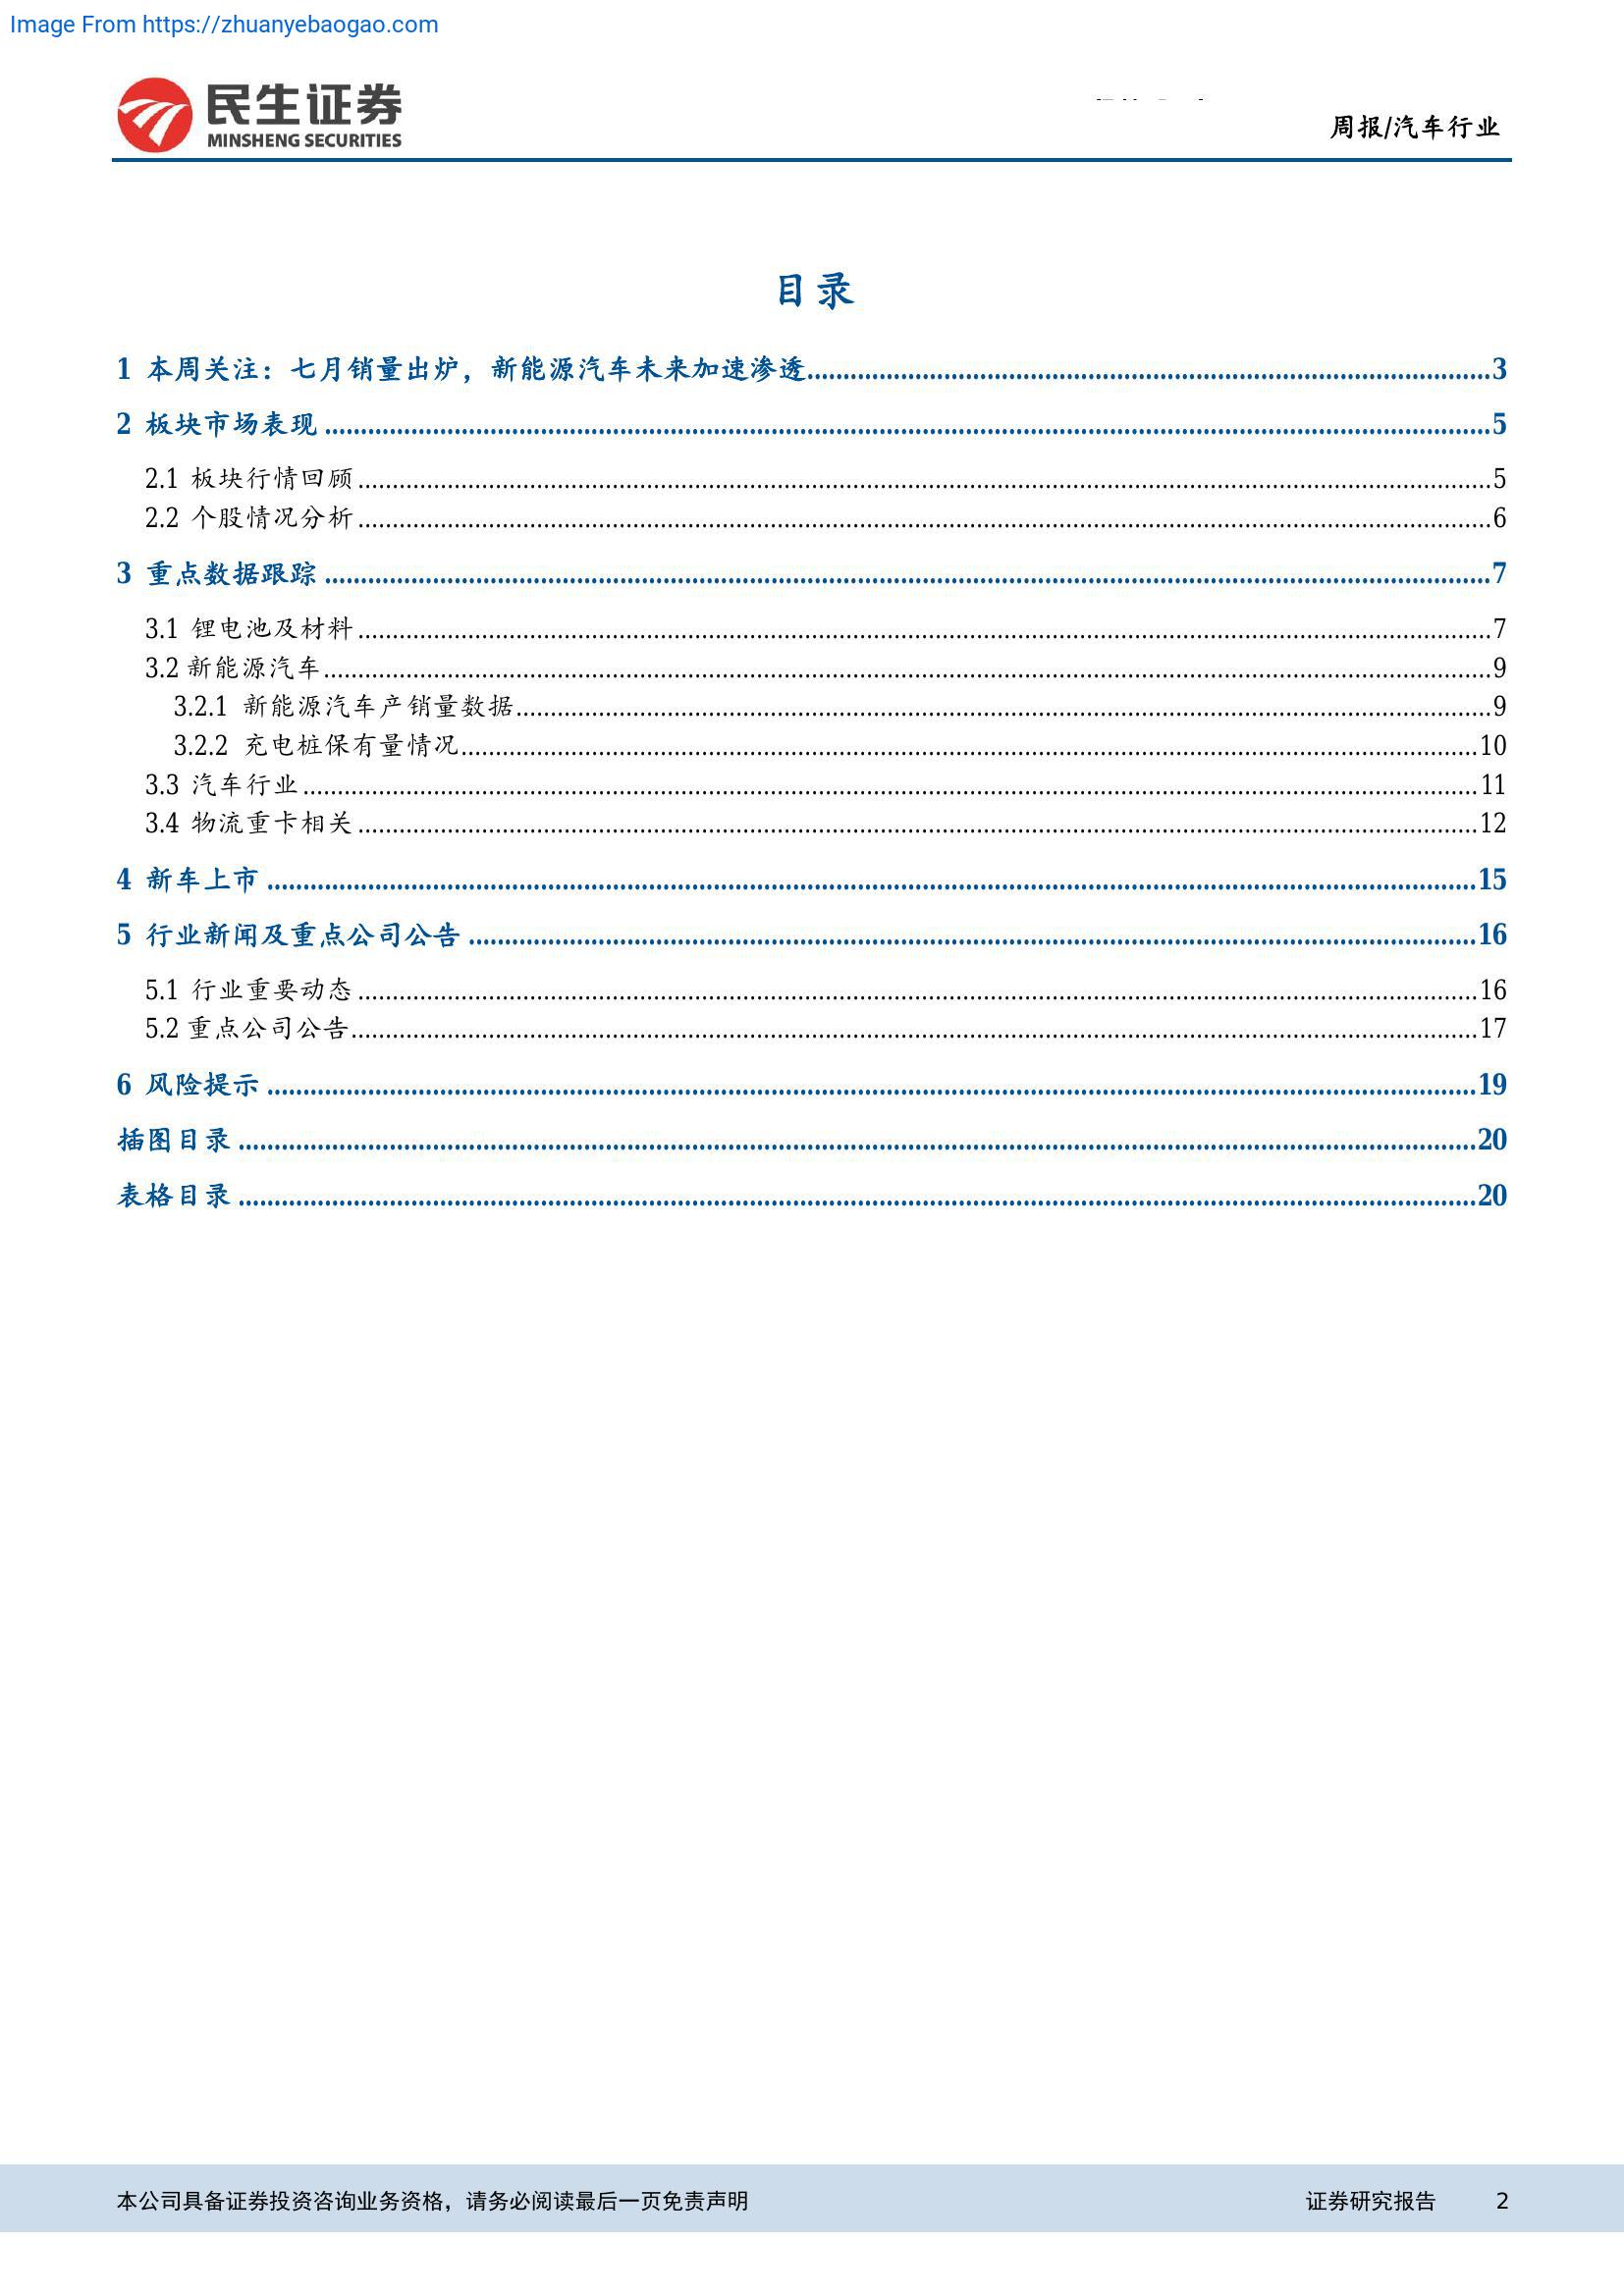 Image From https://zhuanyebaogao.com
民生证券
MINSHENG SECURITIES
周报/汽车行业
目录
1 本周关注：七月销量出炉，新能源汽车未来加速渗透 3
2 板块市场表现 5
2.1 板块行情回顾 5
2.2 个股情况分析 6
3 重点数据跟踪 7
3.1 锂电池及材料 7
3.2 新能源汽车 9
3.2.1 新能源汽车产销量数据 9
3.2.2 充电桩保有量情况 10
3.3 汽车行业 11
3.4 物流重卡相关 12
4 新车上市 15
5 行业新闻及重点公司公告 16
5.1 行业重要动态 16
5.2 重点公司公告 17
6 风险提示 19
插图目录 20
表格目录 20
本公司具备证券投资咨询业务资格，请务必阅读最后一页免责声明 证券研究报告 2